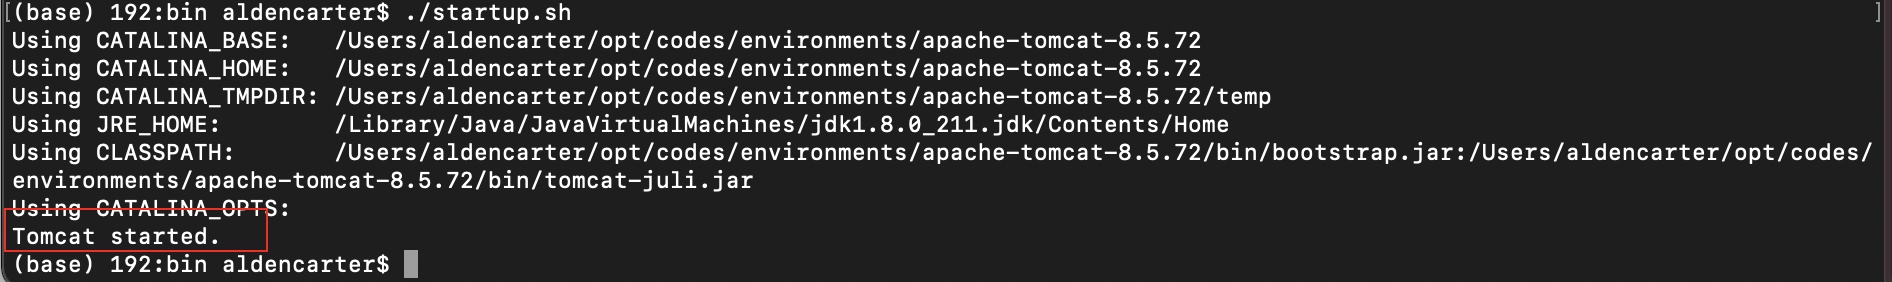 [(base) 192:bin aldencarter$ ./startup.sh ]
Using CATALINA_BASE:   /Users/aldencarter/opt/codes/environments/apache-tomcat-8.5.72
Using CATALINA_HOME:   /Users/aldencarter/opt/codes/environments/apache-tomcat-8.5.72
Using CATALINA_TMPDIR: /Users/aldencarter/opt/codes/environments/apache-tomcat-8.5.72/temp
Using JRE_HOME:        /Library/Java/JavaVirtualMachines/jdk1.8.0_211.jdk/Contents/Home
Using CLASSPATH:       /Users/aldencarter/opt/codes/environments/apache-tomcat-8.5.72/bin/bootstrap.jar:/Users/aldencarter/opt/codes/
environments/apache-tomcat-8.5.72/bin/tomcat-juli.jar
Using CATALINA_OPTS:
Tomcat started.
(base) 192:bin aldencarter$